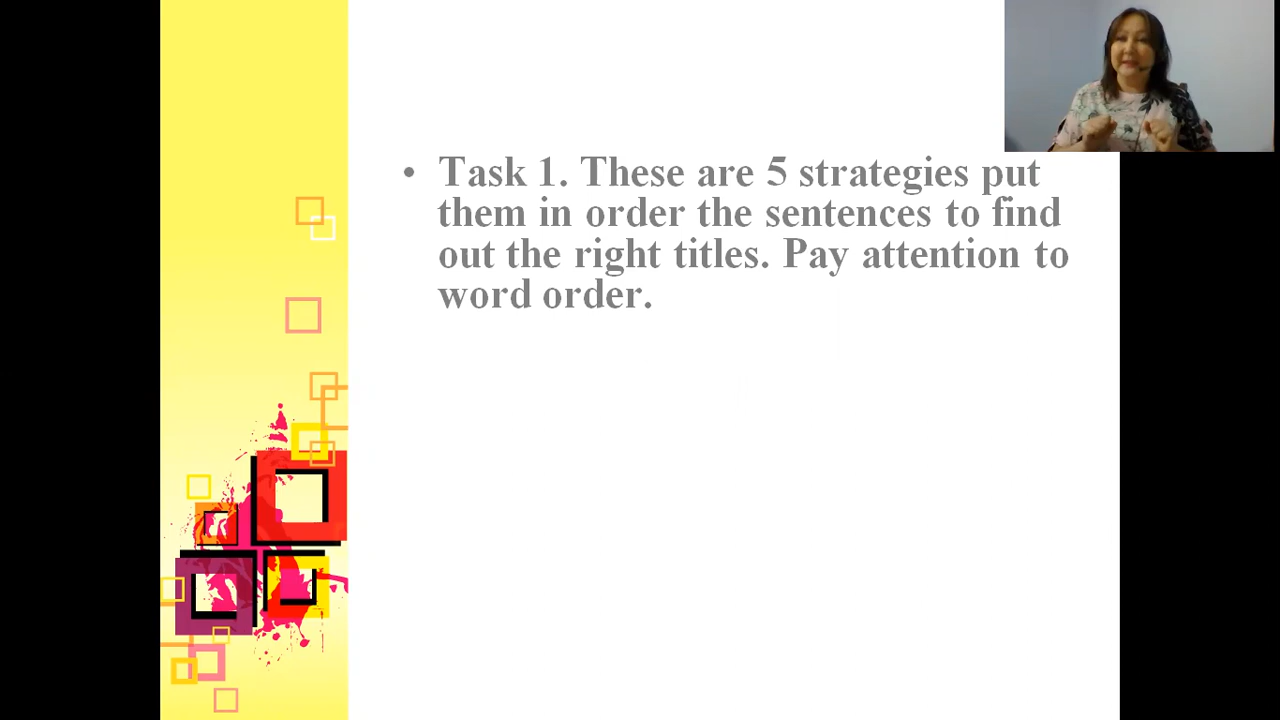 • Task 1. These are 5 strategies put
them in order the sentences to find
out the right titles. Pay attention to
word order.